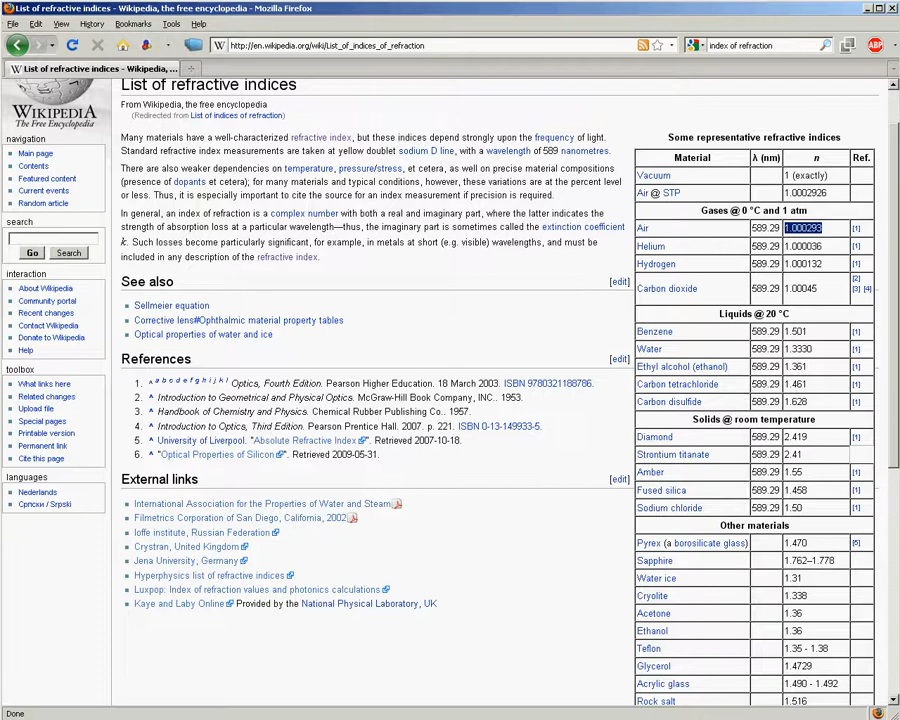 List of refractive indices - Wikipedia, the free encyclopedia - Mozilla Firefox
File Edit View History Bookmarks Tools Help
W http://en.wikipedia.org/wiki/List_of_indices_of_refraction
index of refraction
ABP
W List of refractive indices - Wikipedia, ...
WIKIPEDIA
The Free Encyclopedia
navigation
Main page
Contents
Featured content
Current events
Random article
search
Go Search
interaction
About Wikipedia
Community portal
Recent changes
Contact Wikipedia
Donate to Wikipedia
Help
toolbox
What links here
Related changes
Upload file
Special pages
Printable version
Permanent link
Cite this page
languages
Nederlands
Српски / Srpski
List of refractive indices
From Wikipedia, the free encyclopedia
(Redirected from List of indices of refraction)
Many materials have a well-characterized refractive index, but these indices depend strongly upon the frequency of light.
Standard refractive index measurements are taken at yellow doublet sodium D line, with a wavelength of 589 nanometres.
There are also weaker dependencies on temperature, pressure/stress, et cetera, as well on precise material compositions
(presence of dopants et cetera); for many materials and typical conditions, however, these variations are at the percent level
or less. Thus, it is especially important to cite the source for an index measurement if precision is required.
In general, an index of refraction is a complex number with both a real and imaginary part, where the latter indicates the
strength of absorption loss at a particular wavelength—thus, the imaginary part is sometimes called the extinction coefficient
k. Such losses become particularly significant, for example, in metals at short (e.g. visible) wavelengths, and must be
included in any description of the refractive index.
See also [edit]
Sellmeier equation
Corrective lens#Ophthalmic material property tables
Optical properties of water and ice
References [edit]
1. ^ a b c d e f g h i j k l Optics, Fourth Edition. Pearson Higher Education. 18 March 2003. ISBN 9780321188786.
2. ^ Introduction to Geometrical and Physical Optics. McGraw-Hill Book Company, INC.. 1953.
3. ^ Handbook of Chemistry and Physics. Chemical Rubber Publishing Co.. 1957.
4. ^ Introduction to Optics, Third Edition. Pearson Prentice Hall. 2007. p. 221. ISBN 0-13-149933-5.
5. ^ University of Liverpool. "Absolute Refractive Index". Retrieved 2007-10-18.
6. ^ "Optical Properties of Silicon". Retrieved 2009-05-31.
External links [edit]
International Association for the Properties of Water and Steam
Filmetrics Corporation of San Diego, California, 2002
Ioffe institute, Russian Federation
Crystran, United Kingdom
Jena University, Germany
Hyperphysics list of refractive indices
Luxpop: Index of refraction values and photonics calculations
Kaye and Laby Online Provided by the National Physical Laboratory, UK
Some representative refractive indices
Material λ (nm) n Ref.
Vacuum 1 (exactly)
Air @ STP 1.0002926
Gases @ 0 °C and 1 atm
Air 589.29 1.000293 [1]
Helium 589.29 1.000036 [1]
Hydrogen 589.29 1.000132 [1]
Carbon dioxide 589.29 1.00045 [2] [3] [4]
Liquids @ 20 °C
Benzene 589.29 1.501 [1]
Water 589.29 1.3330 [1]
Ethyl alcohol (ethanol) 589.29 1.361 [1]
Carbon tetrachloride 589.29 1.461 [1]
Carbon disulfide 589.29 1.628 [1]
Solids @ room temperature
Diamond 589.29 2.419 [1]
Strontium titanate 589.29 2.41
Amber 589.29 1.55 [1]
Fused silica 589.29 1.458 [1]
Sodium chloride 589.29 1.50 [1]
Other materials
Pyrex (a borosilicate glass) 1.470 [5]
Sapphire 1.762–1.778
Water ice 1.31
Cryolite 1.338
Acetone 1.36
Ethanol 1.36
Teflon 1.35 - 1.38
Glycerol 1.4729
Acrylic glass 1.490 - 1.492
Rock salt 1.516
Done